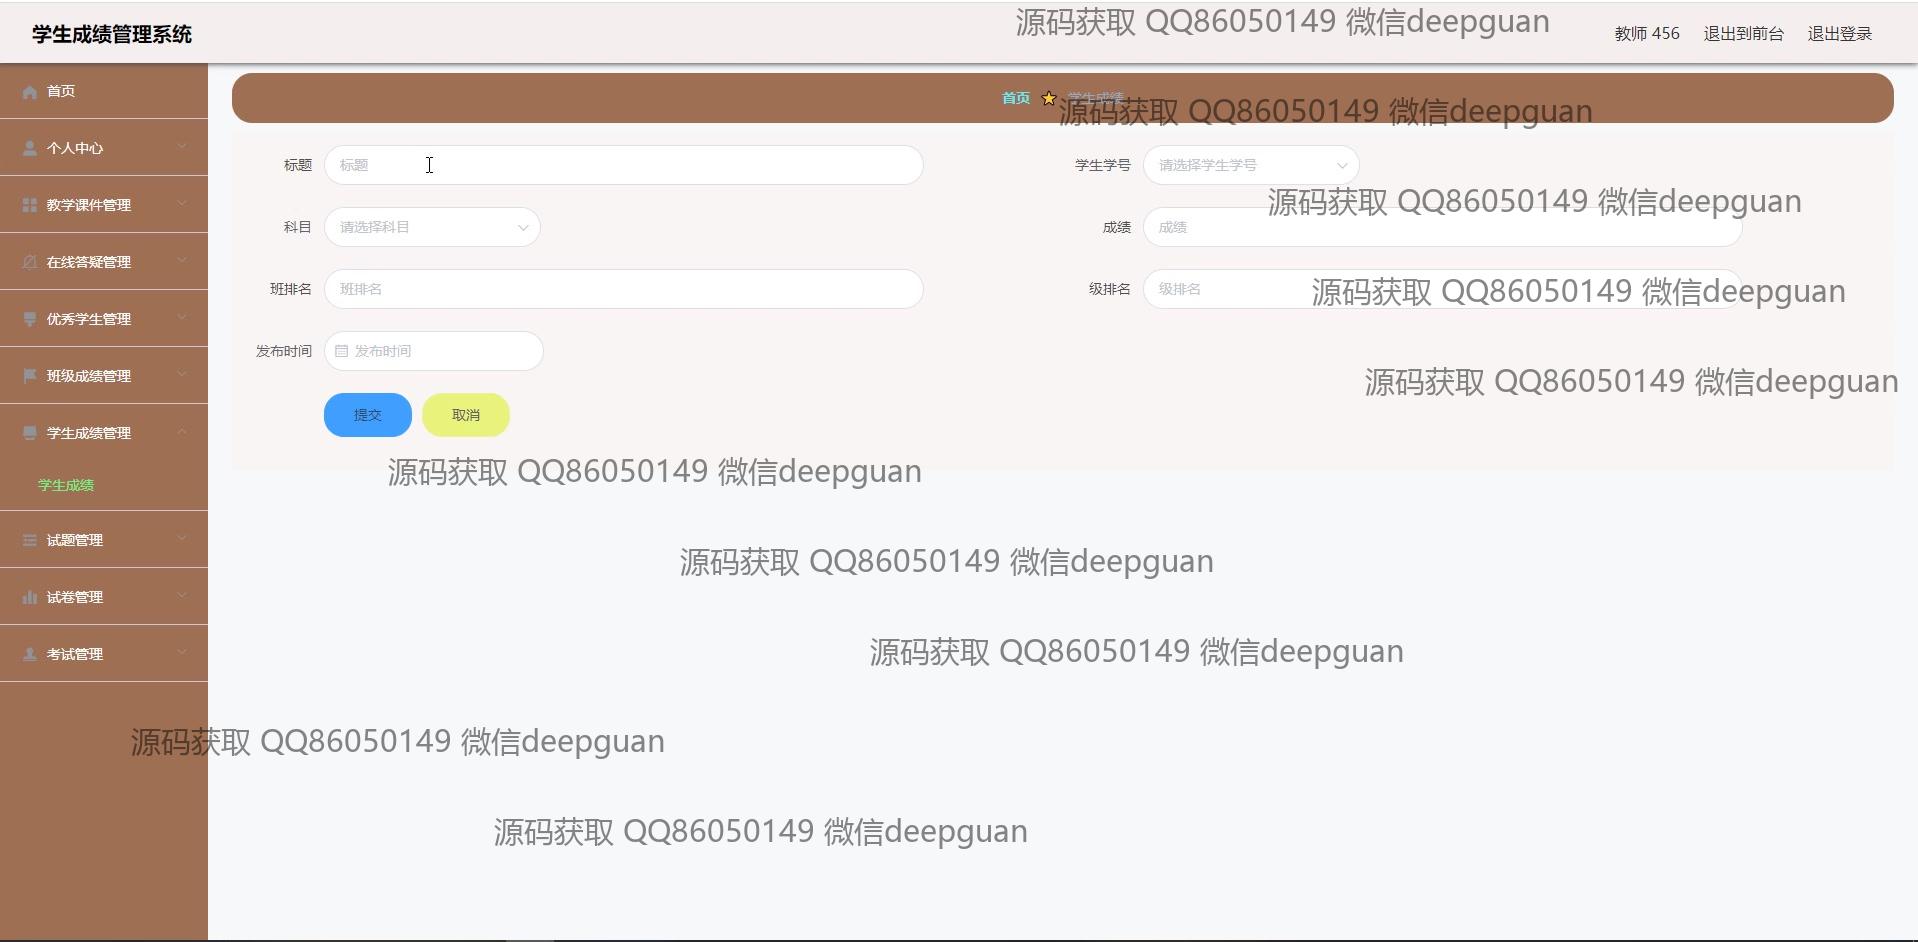 学生成绩管理系统
源码获取 QQ86050149 微信deepguan
教师 456 退出到前台 退出登录
首页
首页 学生成绩
源码获取 QQ86050149 微信deepguan
个人中心
标题 标题
学生学号 请选择学生学号
教学课件管理
源码获取 QQ86050149 微信deepguan
科目 请选择科目
成绩 成绩
在线答疑管理
班排名 班排名
级排名 级排名
源码获取 QQ86050149 微信deepguan
优秀学生管理
发布时间 发布时间
班级成绩管理
源码获取 QQ86050149 微信deepguan
提交 取消
学生成绩管理
源码获取 QQ86050149 微信deepguan
学生成绩
试题管理
源码获取 QQ86050149 微信deepguan
试卷管理
考试管理
源码获取 QQ86050149 微信deepguan
源码获取 QQ86050149 微信deepguan
源码获取 QQ86050149 微信deepguan